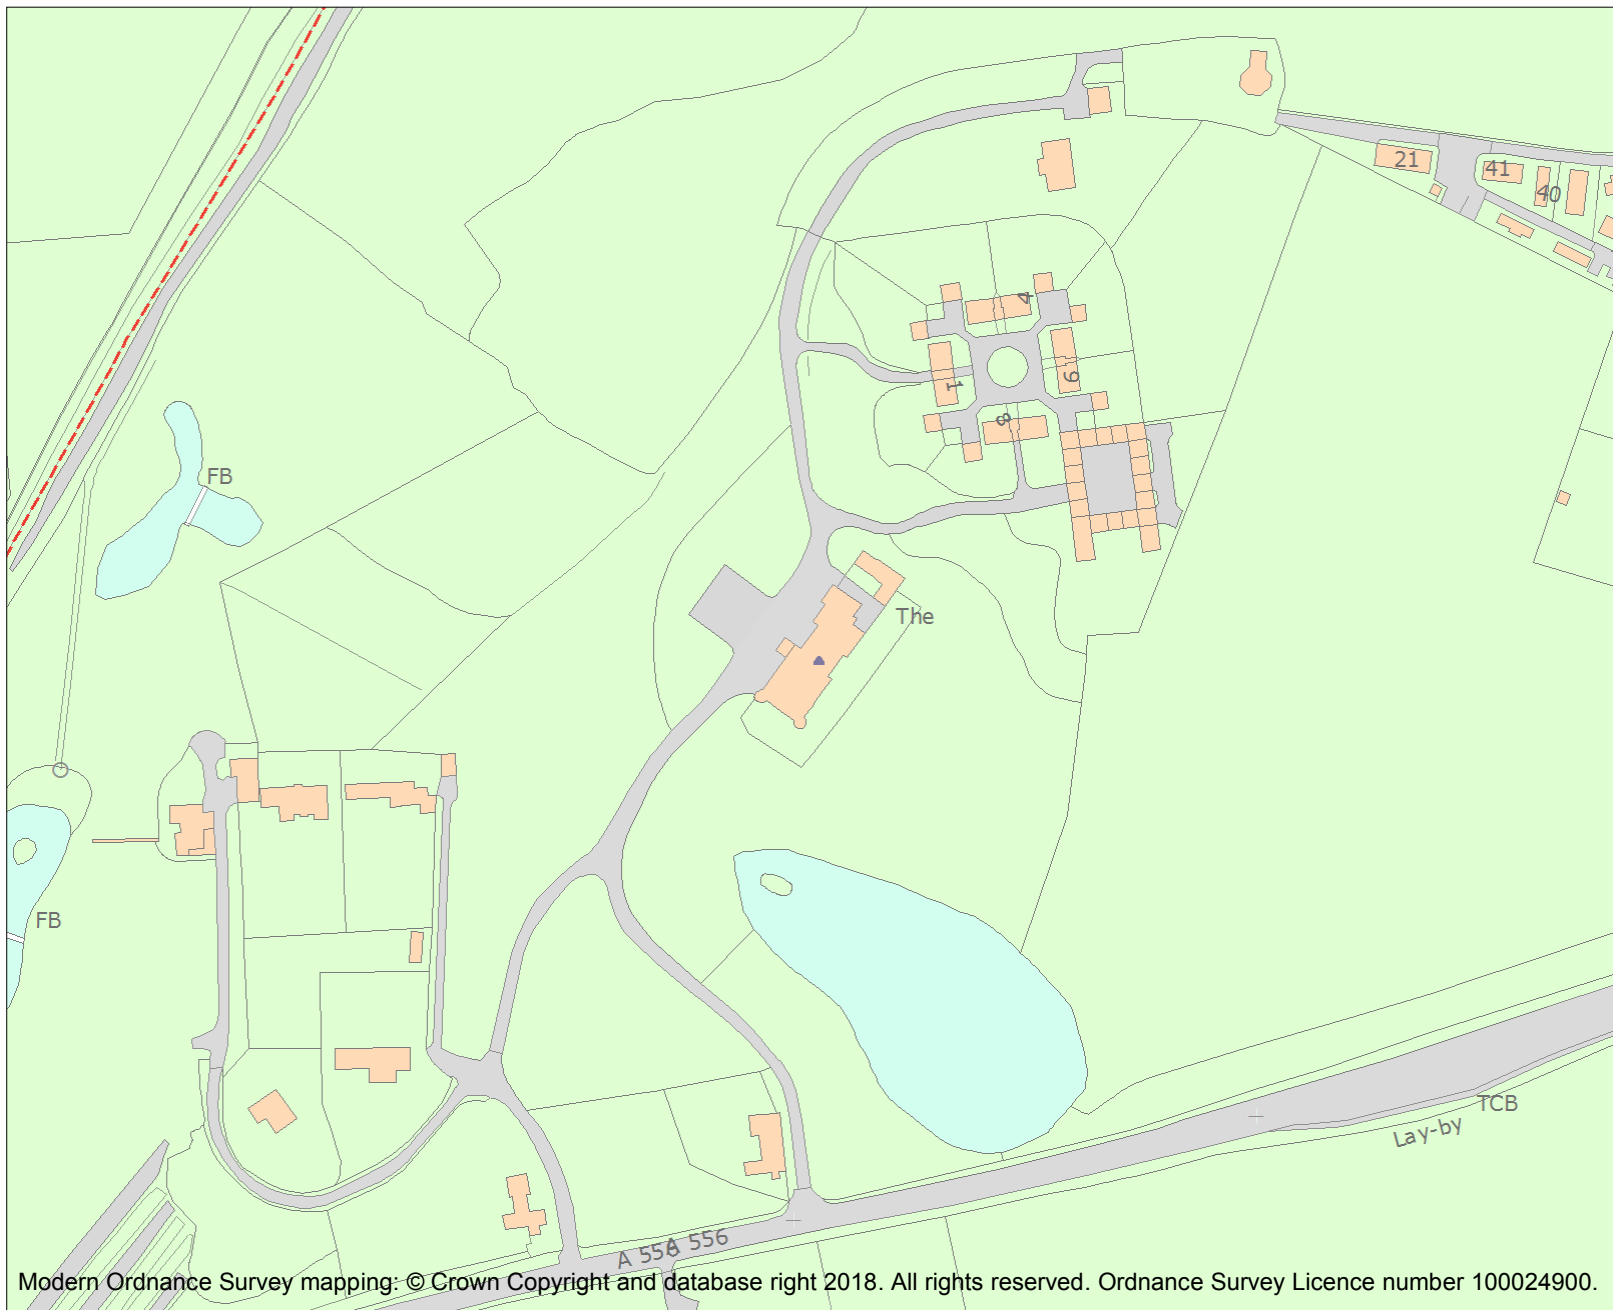 21
41
40
4
1
6
8
FB
The
FB
TCB
Lay-by
A 556
A 556
Modern Ordnance Survey mapping: © Crown Copyright and database right 2018. All rights reserved. Ordnance Survey Licence number 100024900.